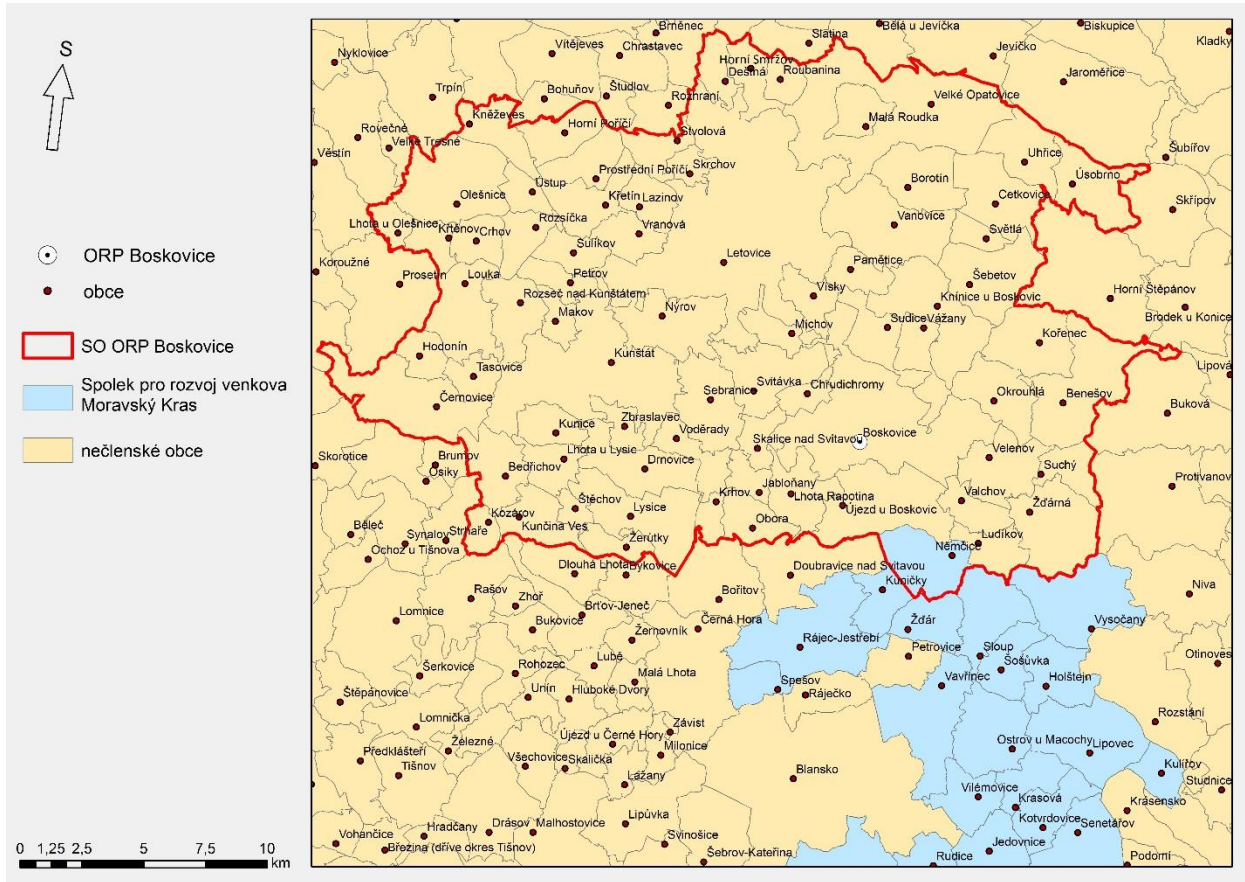 S
ORP Boskovice
obce
SO ORP Boskovice
Spolek pro rozvoj venkova
Moravský Kras
nečlenské obce
0 1,25 2,5 5 7,5 10
km
Brněnec
Bělá u Jevíčka
Biskupice
Kladky
Slatina
Vítějeves
Chrastavec
Nyklovice
Horní Smržov
Jevíčko
Deštná
Roubanina
Jaroměřice
Trpín
Bohuňov
Študlov
Rozhraní
Velké Opatovice
Kněževes
Horní Poříčí
Malá Roudka
Rovečné
Stvolová
Velké Tresné
Věstín
Skrchov
Uhřice
Šubířov
Prostřední Poříčí
Borotín
Úsobrno
Olešnice
Ústup
Křetín
Lazinov
Cetkovice
Skřípov
Lhota u Olešnice
Rozsíčka
Vranová
Vanovice
Křtěnov
Crhov
Světlá
Sulíkov
Letovice
Pamětice
Koroužné
Prosetín
Louka
Petrov
Šebetov
Rozseč nad Kunštátem
Vísky
Knínice u Boskovic
Horní Štěpánov
Makov
Nýrov
Brodek u Konice
Míchov
Sudice
Vážany
Kořenec
Hodonín
Kunštát
Tasovice
Lipová
Sebranice
Svitávka
Chrudichromy
Černovice
Okrouhlá
Benešov
Buková
Zbraslavec
Kunice
Voděrady
Skalice nad Svitavou
Boskovice
Skorotice
Brumov
Lhota u Lysic
Velenov
Osiky
Bedřichov
Drnovice
Suchý
Protivanov
Jabloňany
Krhov
Lhota Rapotina
Valchov
Štěchov
Újezd u Boskovic
Žďárná
Kozárov
Kunčina Ves
Lysice
Obora
Běleč
Synalov
Strhaře
Žerůtky
Němčice
Ludíkov
Ochoz u Tišnova
Dlouhá Lhota
Býkovice
Doubravice nad Svitavou
Kuničky
Niva
Rašov
Zhoř
Bořitov
Lomnice
Brťov-Jeneč
Bukovice
Černá Hora
Žďár
Vysočany
Žernovník
Rájec-Jestřebí
Petrovice
Sloup
Otinoves
Lubě
Šošůvka
Šerkovice
Rohozec
Malá Lhota
Spešov
Vavřinec
Holštejn
Štěpánovice
Unín
Hluboké Dvory
Ráječko
Rozstání
Lomnička
Závist
Předklášteří
Železné
Újezd u Černé Hory
Ostrov u Macochy
Lipovec
Tišnov
Všechovice
Skalička
Milonice
Blansko
Kulířov
Studnice
Lážany
Vilémovice
Krasová
Krásensko
Hradčany
Drásov
Malhostovice
Lipůvka
Kotvrdovice
Senetářov
Vohančice
Březina (dříve okres Tišnov)
Svinošice
Jedovnice
Šebrov-Kateřina
Rudice
Podomí